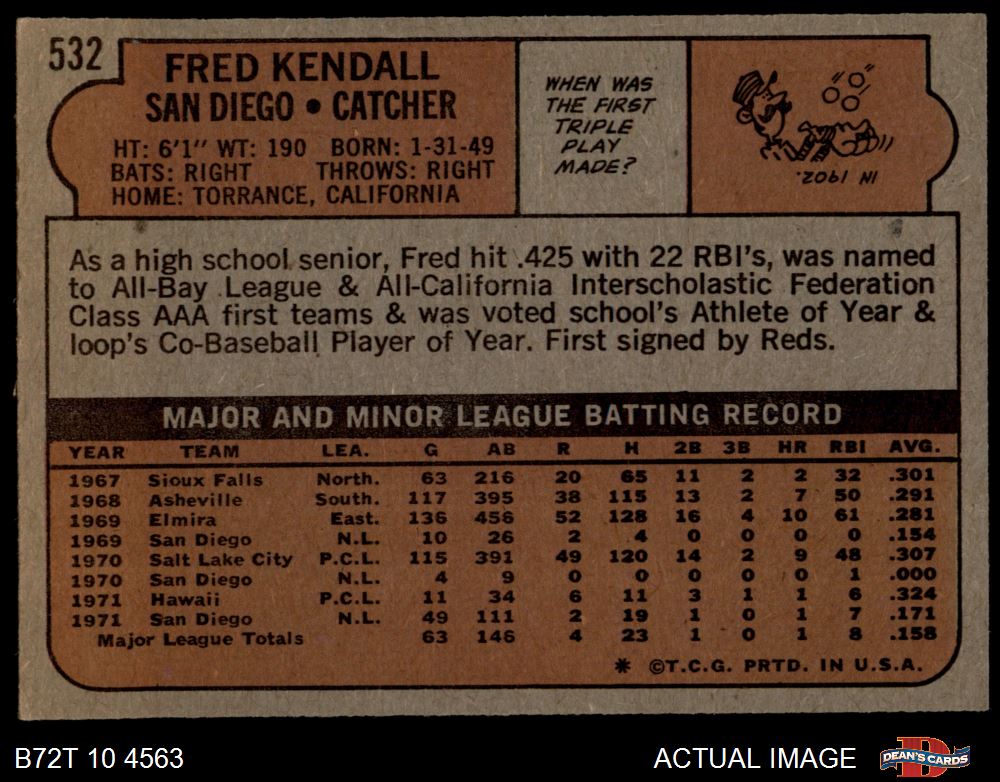 532
FRED KENDALL
SAN DIEGO • CATCHER
HT: 6'1" WT: 190 BORN: 1-31-49
BATS: RIGHT THROWS: RIGHT
HOME: TORRANCE, CALIFORNIA
WHEN WAS
THE FIRST
TRIPLE
PLAY
MADE?
IN 1902.
As a high school senior, Fred hit .425 with 22 RBI's, was named
to All-Bay League & All-California Interscholastic Federation
Class AAA first teams & was voted school's Athlete of Year &
loop's Co-Baseball Player of Year. First signed by Reds.
MAJOR AND MINOR LEAGUE BATTING RECORD
YEAR TEAM LEA. G AB R H 2B 3B HR RBI AVG.
1967 Sioux Falls North. 63 216 20 65 11 2 2 32 .301
1968 Asheville South. 117 395 38 115 13 2 7 50 .291
1969 Elmira East. 136 456 52 128 16 4 10 61 .281
1969 San Diego N.L. 10 26 2 4 0 0 0 0 .154
1970 Salt Lake City P.C.L. 115 391 49 120 14 2 9 48 .307
1970 San Diego N.L. 4 9 0 0 0 0 0 1 .000
1971 Hawaii P.C.L. 11 34 6 11 3 1 1 6 .324
1971 San Diego N.L. 49 111 2 19 1 0 1 7 .171
Major League Totals 63 146 4 23 1 0 1 8 .158
* ©T.C.G. PRTD. IN U.S.A.
B72T 10 4563
ACTUAL IMAGE
D
DEAN'S CARDS